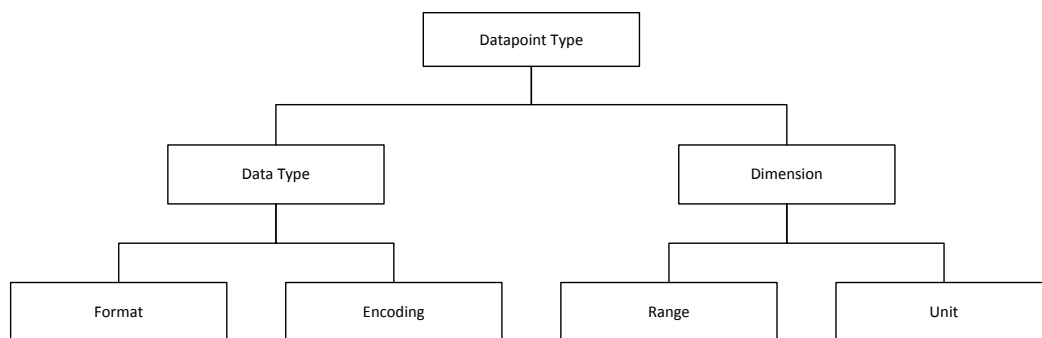 Datapoint Type
Data Type
Dimension
Format
Encoding
Range
Unit